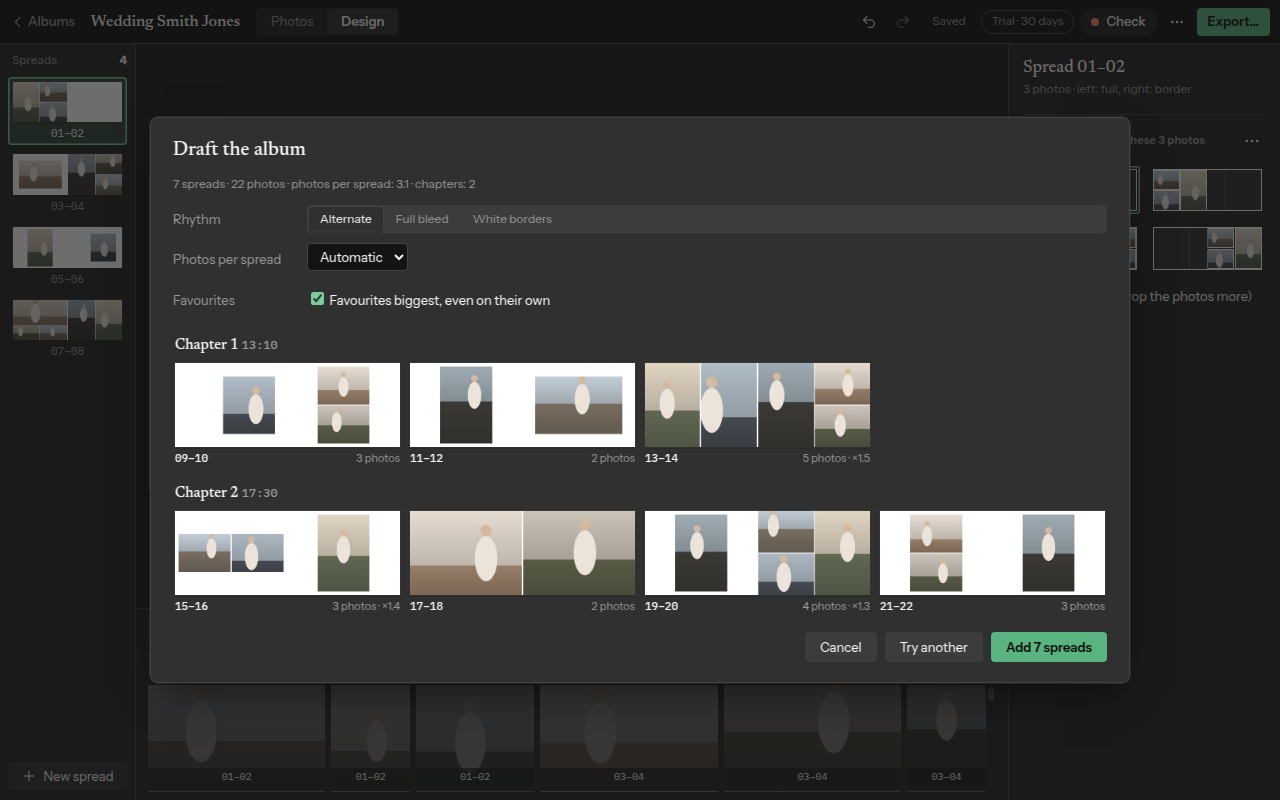 Albums
Wedding Smith Jones
Photos
Design
Saved
Trial · 30 days
Check
Export...
Spreads
4
01–02
03–04
05–06
07–08
New spread
Spread 01–02
3 photos · left: full, right: border
hese 3 photos
op the photos more)
Draft the album
7 spreads · 22 photos · photos per spread: 3.1 · chapters: 2
Rhythm
Alternate
Full bleed
White borders
Photos per spread
Automatic
Favourites
Favourites biggest, even on their own
Chapter 1 13:10
09–10
3 photos
11–12
2 photos
13–14
5 photos · ×1.5
Chapter 2 17:30
15–16
3 photos · ×1.4
17–18
2 photos
19–20
4 photos · ×1.3
21–22
3 photos
Cancel
Try another
Add 7 spreads
01–02
01–02
01–02
03–04
03–04
03–04